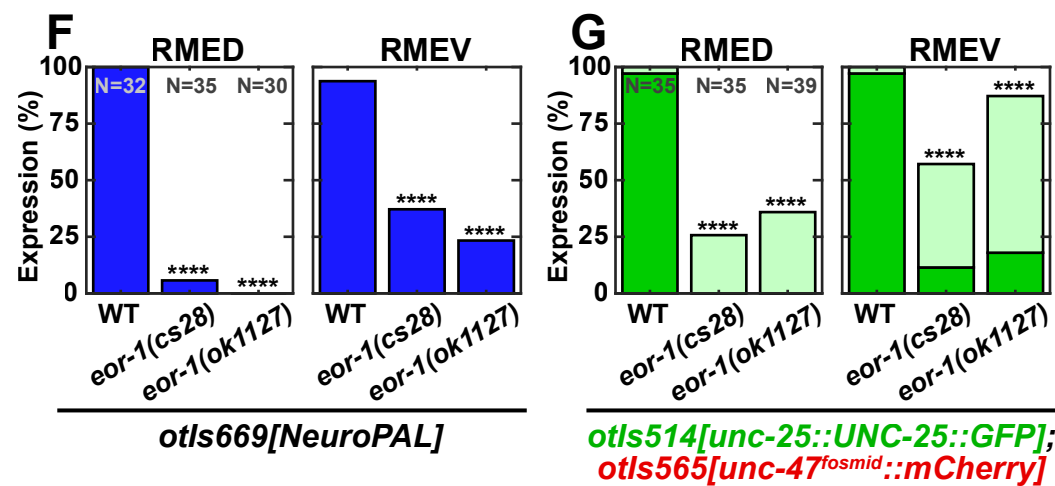 F
RMED
RMEV
Expression (%)
100
75
50
25
0
N=32
N=35
N=30
****
****
****
****
WT
eor-1(cs28)
eor-1(ok1127)
WT
eor-1(cs28)
eor-1(ok1127)
otIs669[NeuroPAL]
G
RMED
RMEV
Expression (%)
100
75
50
25
0
N=35
N=35
N=39
****
****
****
****
WT
eor-1(cs28)
eor-1(ok1127)
WT
eor-1(cs28)
eor-1(ok1127)
otIs514[unc-25::UNC-25::GFP];
otIs565[unc-47fosmid::mCherry]